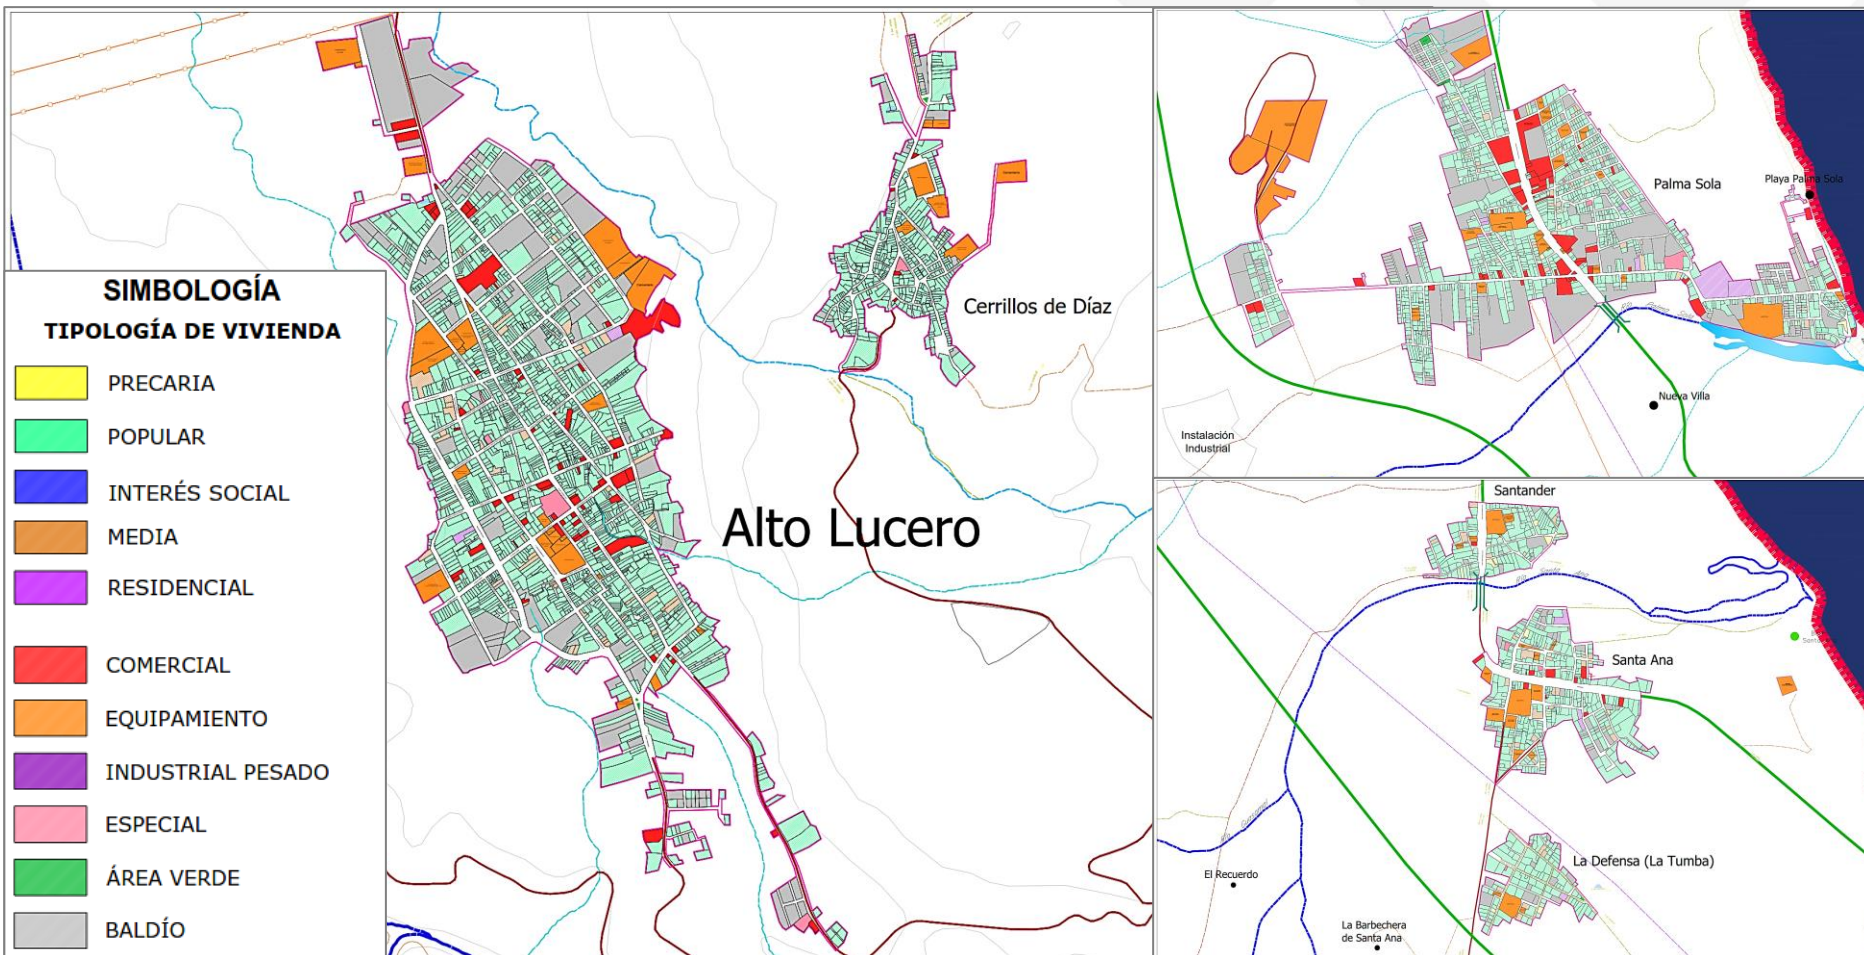 SIMBOLOGÍA
TIPOLOGÍA DE VIVIENDA
PRECARIA
POPULAR
INTERÉS SOCIAL
MEDIA
RESIDENCIAL
COMERCIAL
EQUIPAMIENTO
INDUSTRIAL PESADO
ESPECIAL
ÁREA VERDE
BALDÍO
Cerrillos de Díaz
Alto Lucero
Palma Sola
Playa Palma Sola
Nueva Villa
Instalación
Industrial
Santander
Santa Ana
La Defensa (La Tumba)
El Recuerdo
La Barbechera
de Santa Ana